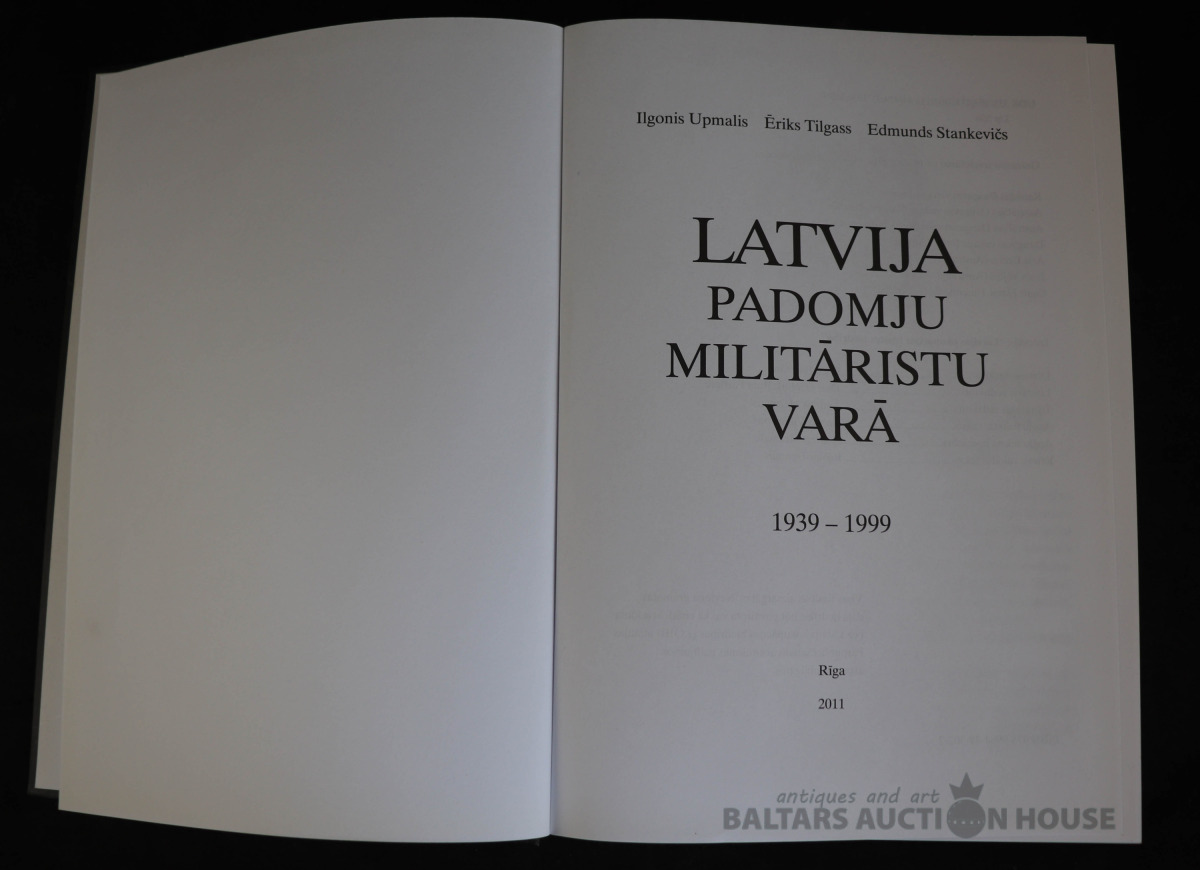 Ilgonis Upmalis Ēriks Tilgass Edmunds Stankevičs
LATVIJA
PADOMJU
MILITĀRISTU
VARĀ
1939 – 1999
Rīga
2011
antiques and art
BALTARS AUCTION HOUSE